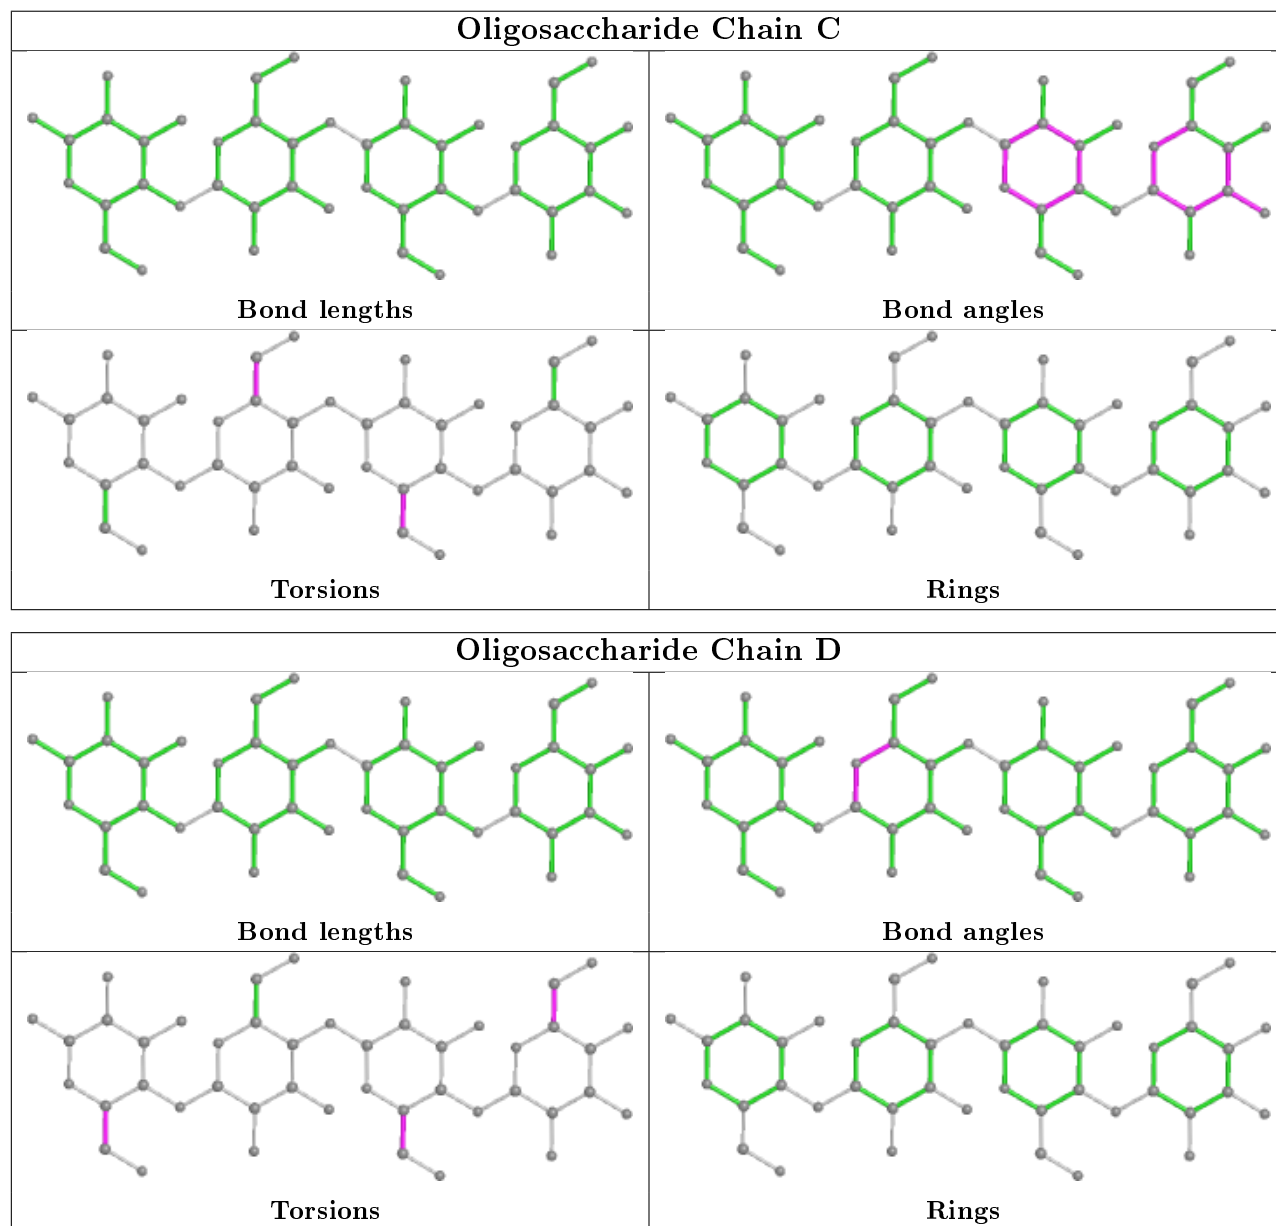 Oligosaccharide Chain C
Bond lengths
Bond angles
Torsions
Rings
Oligosaccharide Chain D
Bond lengths
Bond angles
Torsions
Rings